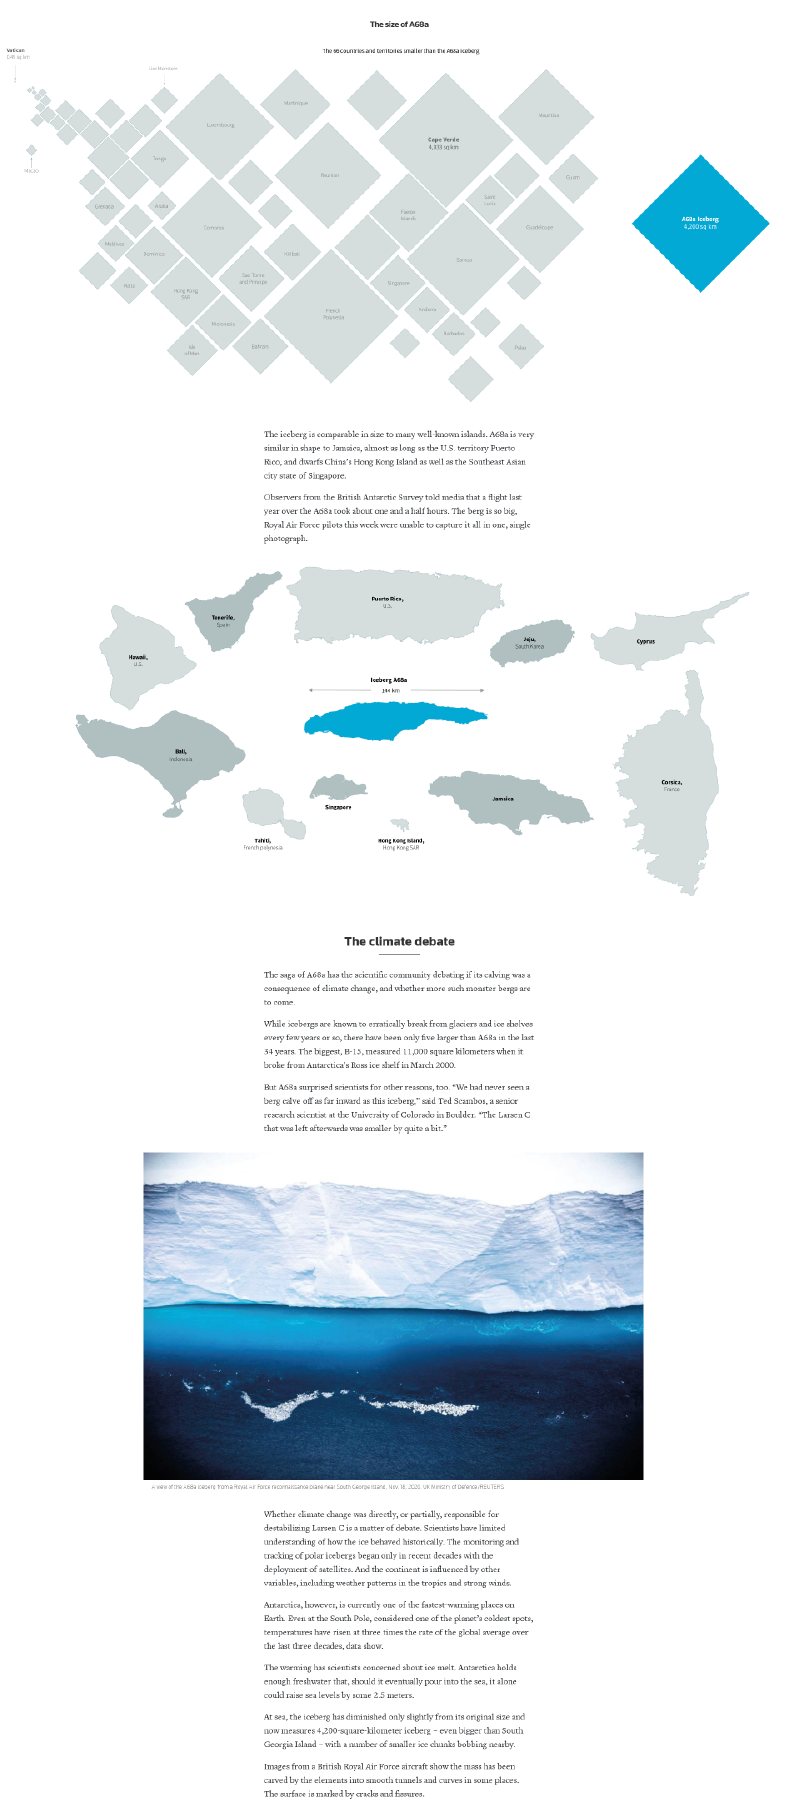 The size of A68a
The 96 countries and territories smaller than the A68a iceberg
Vatican
0.49 sq km
San Marino
Macao
Luxembourg
Martinique
Cape Verde
4,033 sq km
Mauritius
Tonga
Reunion
Guam
Grenada
Aruba
Comoros
Faroe
Islands
Saint
Lucia
Guadeloupe
A68a Iceberg
4,200 sq km
Maldives
Dominica
Kiribati
Samoa
Malta
Hong Kong
SAR
Sao Tome
and Principe
Singapore
French
Polynesia
Andorra
Micronesia
Barbados
Isle
of Man
Bahrain
Palau
The iceberg is comparable in size to many well-known islands. A68a is very
similar in shape to Jamaica, almost as long as the U.S. territory Puerto
Rico, and dwarfs China's Hong Kong Island as well as the Southeast Asian
city state of Singapore.
Observers from the British Antarctic Survey told media that a flight last
year over the A68a took about one and a half hours. The berg is so big,
Royal Air Force pilots this week were unable to capture it all in one, single
photograph.
Puerto Rico,
U.S.
Tenerife,
Spain
Jeju,
South Korea
Cyprus
Hawaii,
U.S.
Iceberg A68a
144 km
Bali,
Indonesia
Corsica,
France
Jamaica
Singapore
Tahiti,
French polynesia
Hong Kong Island,
Hong Kong SAR
The climate debate
The saga of A68a has the scientific community debating if its calving was a
consequence of climate change, and whether more such monster bergs are
to come.
While icebergs are known to erratically break from glaciers and ice shelves
every few years or so, there have been only five larger than A68a in the last
34 years. The biggest, B-15, measured 11,000 square kilometers when it
broke from Antarctica's Ross ice shelf in March 2000.
But A68a surprised scientists for other reasons, too. "We had never seen a
berg calve off as far inward as this iceberg," said Ted Scambos, a senior
research scientist at the University of Colorado in Boulder. "The Larsen C
that was left afterwards was smaller by quite a bit."
A view of the A68a iceberg from a Royal Air Force reconnaissance plane near South Georgia Island, Nov. 18, 2020. UK Ministry of Defence/REUTERS
Whether climate change was directly, or partially, responsible for
destabilizing Larsen C is a matter of debate. Scientists have limited
understanding of how the ice behaved historically. The monitoring and
tracking of polar icebergs began only in recent decades with the
deployment of satellites. And the continent is influenced by other
variables, including weather patterns in the tropics and strong winds.
Antarctica, however, is currently one of the fastest-warming places on
Earth. Even at the South Pole, considered one of the planet's coldest spots,
temperatures have risen at three times the rate of the global average over
the last three decades, data show.
The warming has scientists concerned about ice melt. Antarctica holds
enough freshwater that, should it eventually pour into the sea, it alone
could raise sea levels by some 2.5 meters.
At sea, the iceberg has diminished only slightly from its original size and
now measures 4,200-square-kilometer iceberg – even bigger than South
Georgia Island – with a number of smaller ice chunks bobbing nearby.
Images from a British Royal Air Force aircraft show the mass has been
carved by the elements into smooth tunnels and curves in some places.
The surface is marked by cracks and fissures.